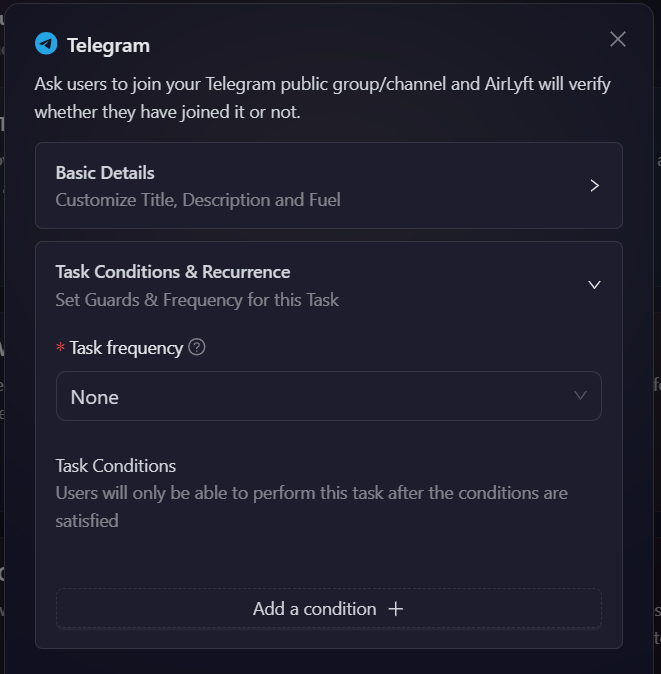 Telegram
Ask users to join your Telegram public group/channel and AirLyft will verify
whether they have joined it or not.
Basic Details
Customize Title, Description and Fuel
Task Conditions & Recurrence
Set Guards & Frequency for this Task
* Task frequency
None
Task Conditions
Users will only be able to perform this task after the conditions are
satisfied
Add a condition +